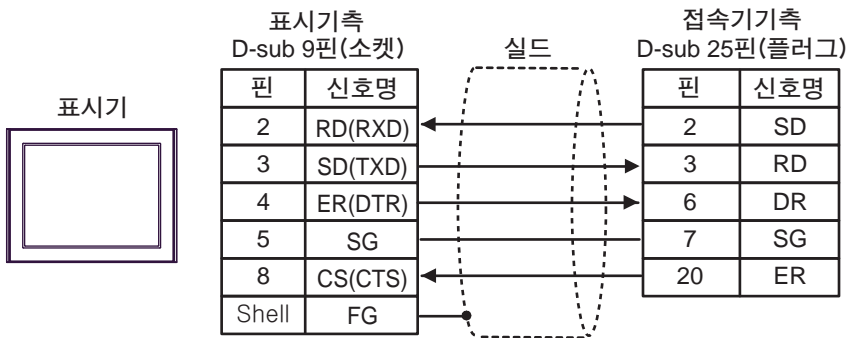 표시기
표시기측
D-sub 9핀(소켓)
핀 신호명
2 RD(RXD)
3 SD(TXD)
4 ER(DTR)
5 SG
8 CS(CTS)
Shell FG
실드
접속기기측
D-sub 25핀(플러그)
핀 신호명
2 SD
3 RD
6 DR
7 SG
20 ER